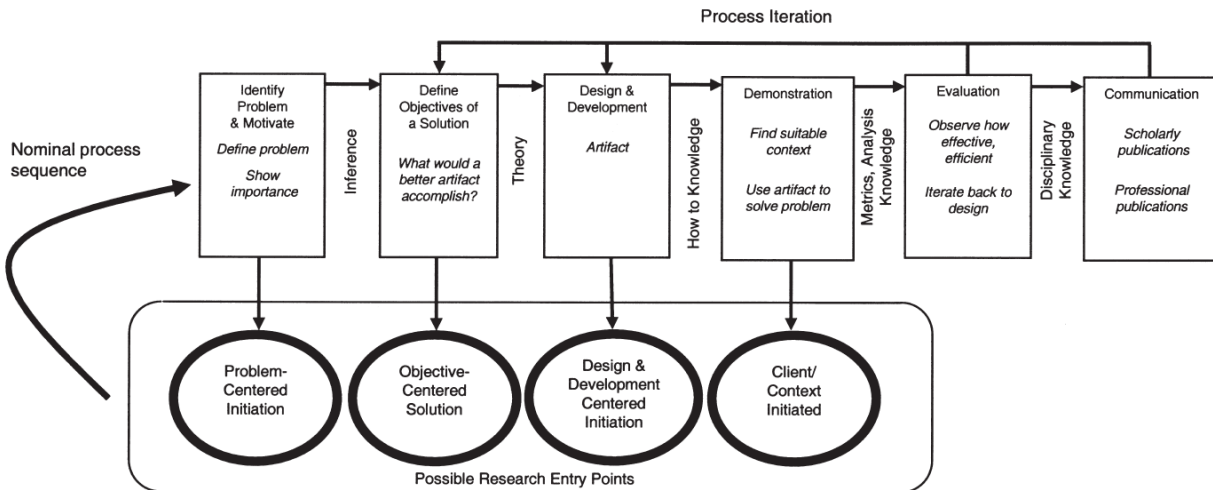 Process Iteration
Nominal process
sequence
Identify
Problem
& Motivate
Define problem
Show
importance
Inference
Define
Objectives of
a Solution
What would a
better artifact
accomplish?
Theory
Design &
Development
Artifact
How to Knowledge
Demonstration
Find suitable
context
Use artifact to
solve problem
Metrics, Analysis
Knowledge
Evaluation
Observe how
effective,
efficient
Iterate back to
design
Disciplinary
Knowledge
Communication
Scholarly
publications
Professional
publications
Problem-
Centered
Initiation
Objective-
Centered
Solution
Design &
Development
Centered
Initiation
Client/
Context
Initiated
Possible Research Entry Points